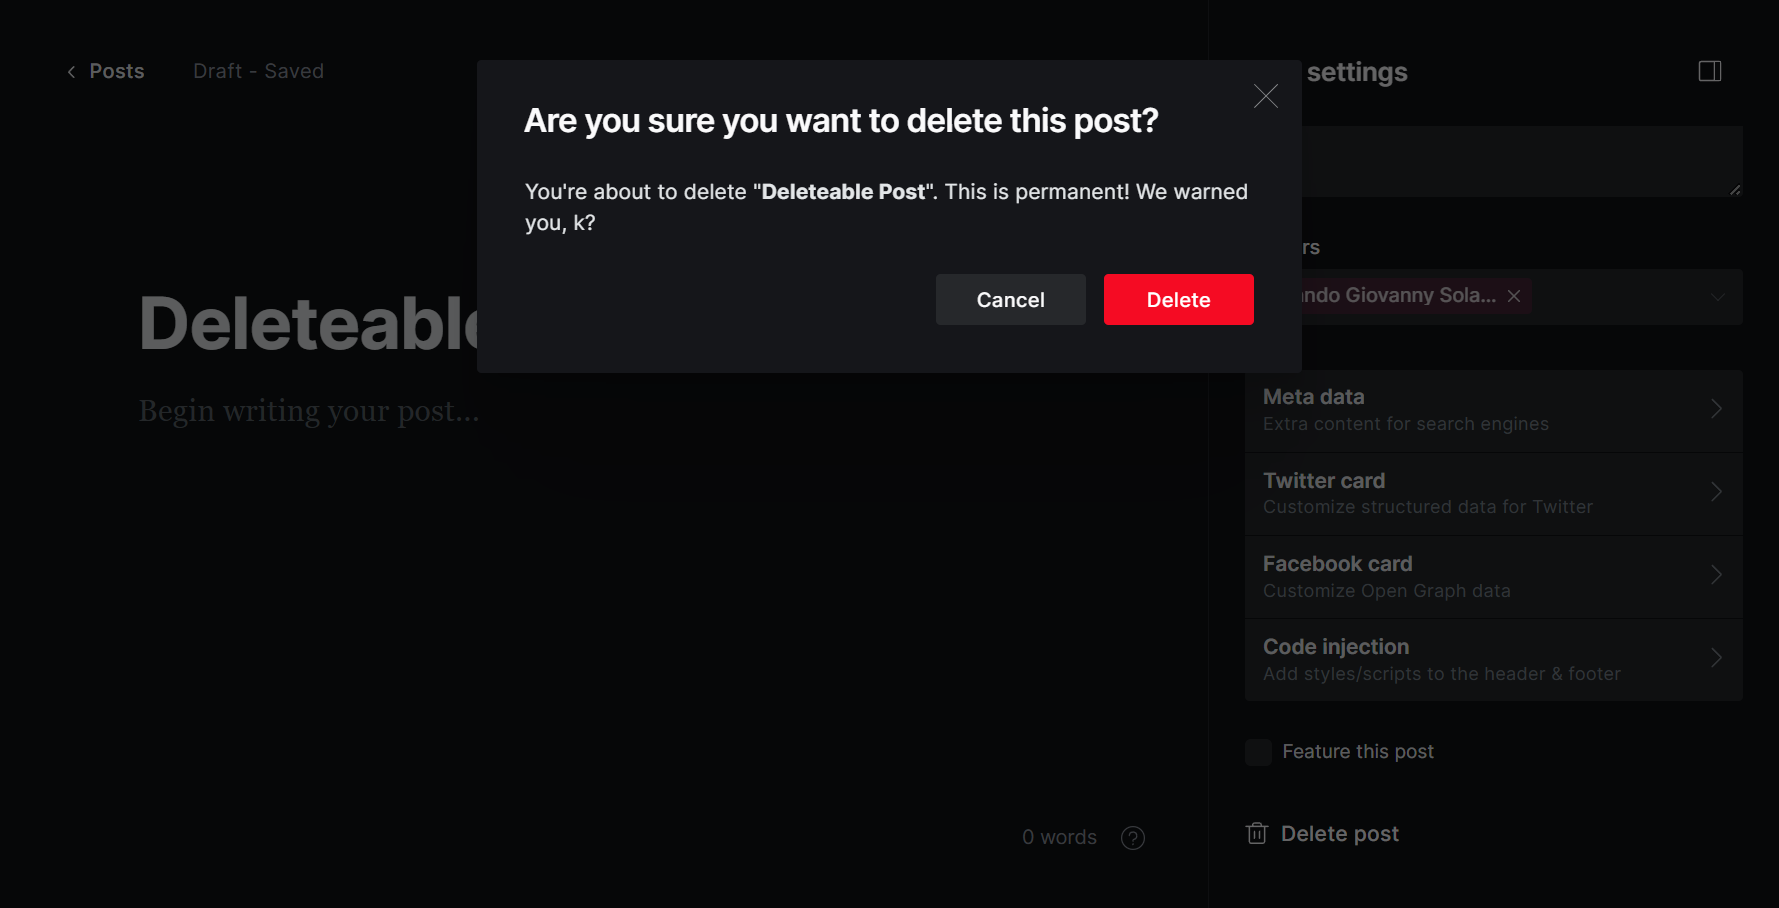 Posts
Draft - Saved
settings
Are you sure you want to delete this post?
You're about to delete "Deleteable Post". This is permanent! We warned
you, k?
Cancel
Delete
Giovanny Sola...
Begin writing your post...
Meta data
Extra content for search engines
Twitter card
Customize structured data for Twitter
Facebook card
Customize Open Graph data
Code injection
Add styles/scripts to the header & footer
Feature this post
0 words
?
Delete post